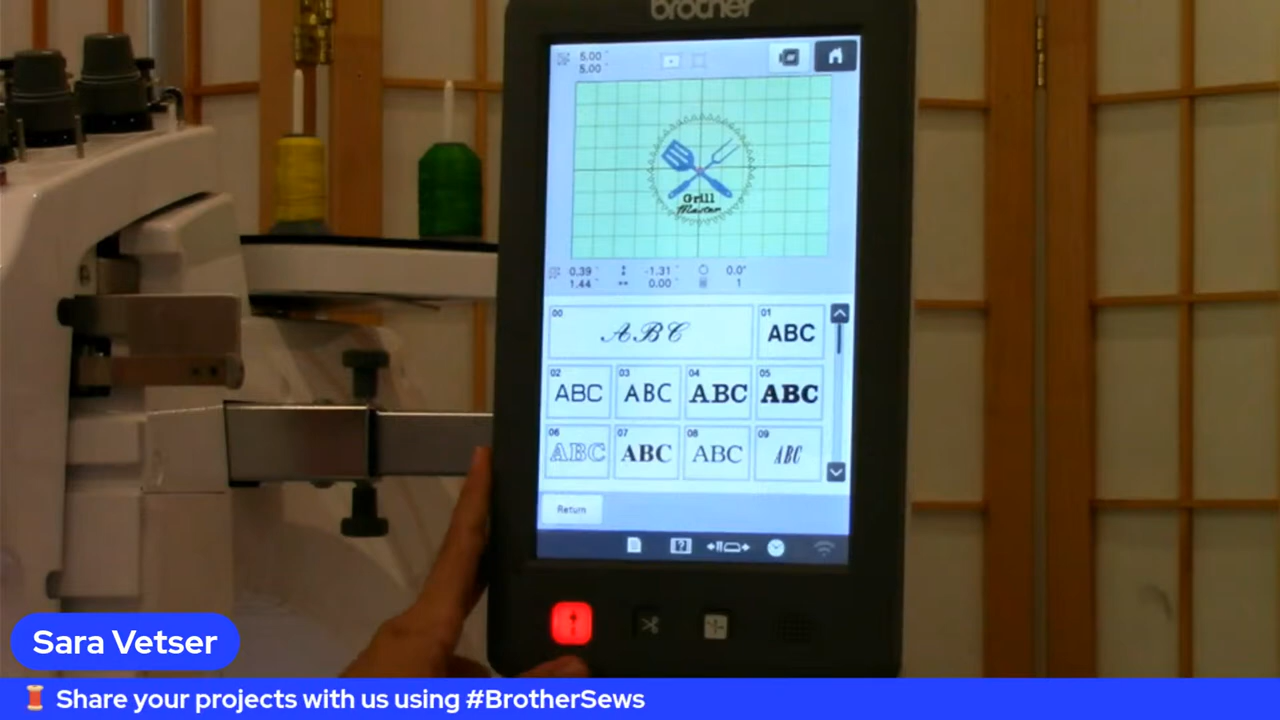 brother
5.00"
5.00"
Grill
Master
0.39" -1.31" 0.0°
1.44" 0.00" 1
00 ABC
01 ABC
02 ABC
03 ABC
04 ABC
05 ABC
06 ABC
07 ABC
08 ABC
09 ABC
Return
Sara Vetser
Share your projects with us using #BrotherSews